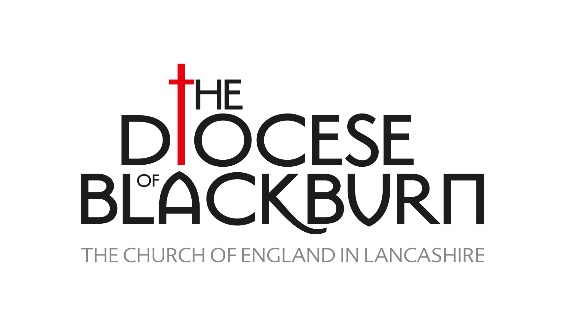 THE
DIOCESE
OF BLACKBURN
THE CHURCH OF ENGLAND IN LANCASHIRE